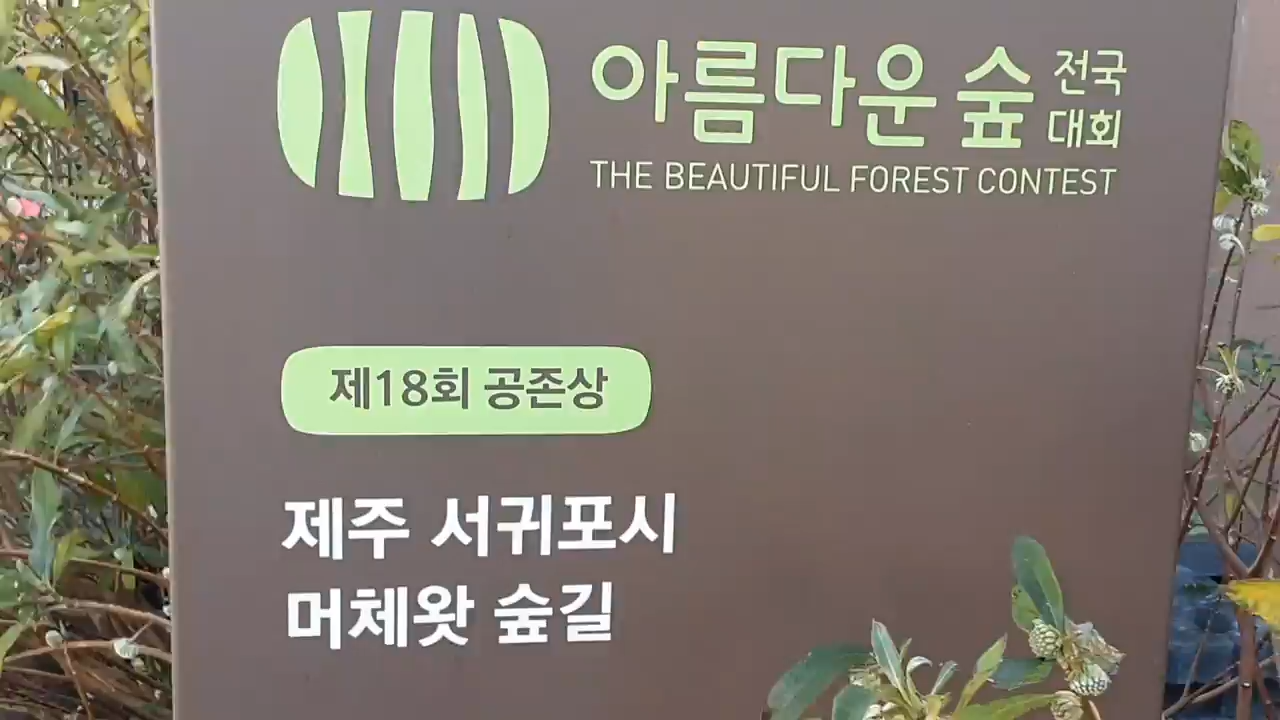 아름다운 숲 전국
대회
THE BEAUTIFUL FOREST CONTEST
제18회 공존상
제주 서귀포시
머체왓 숲길